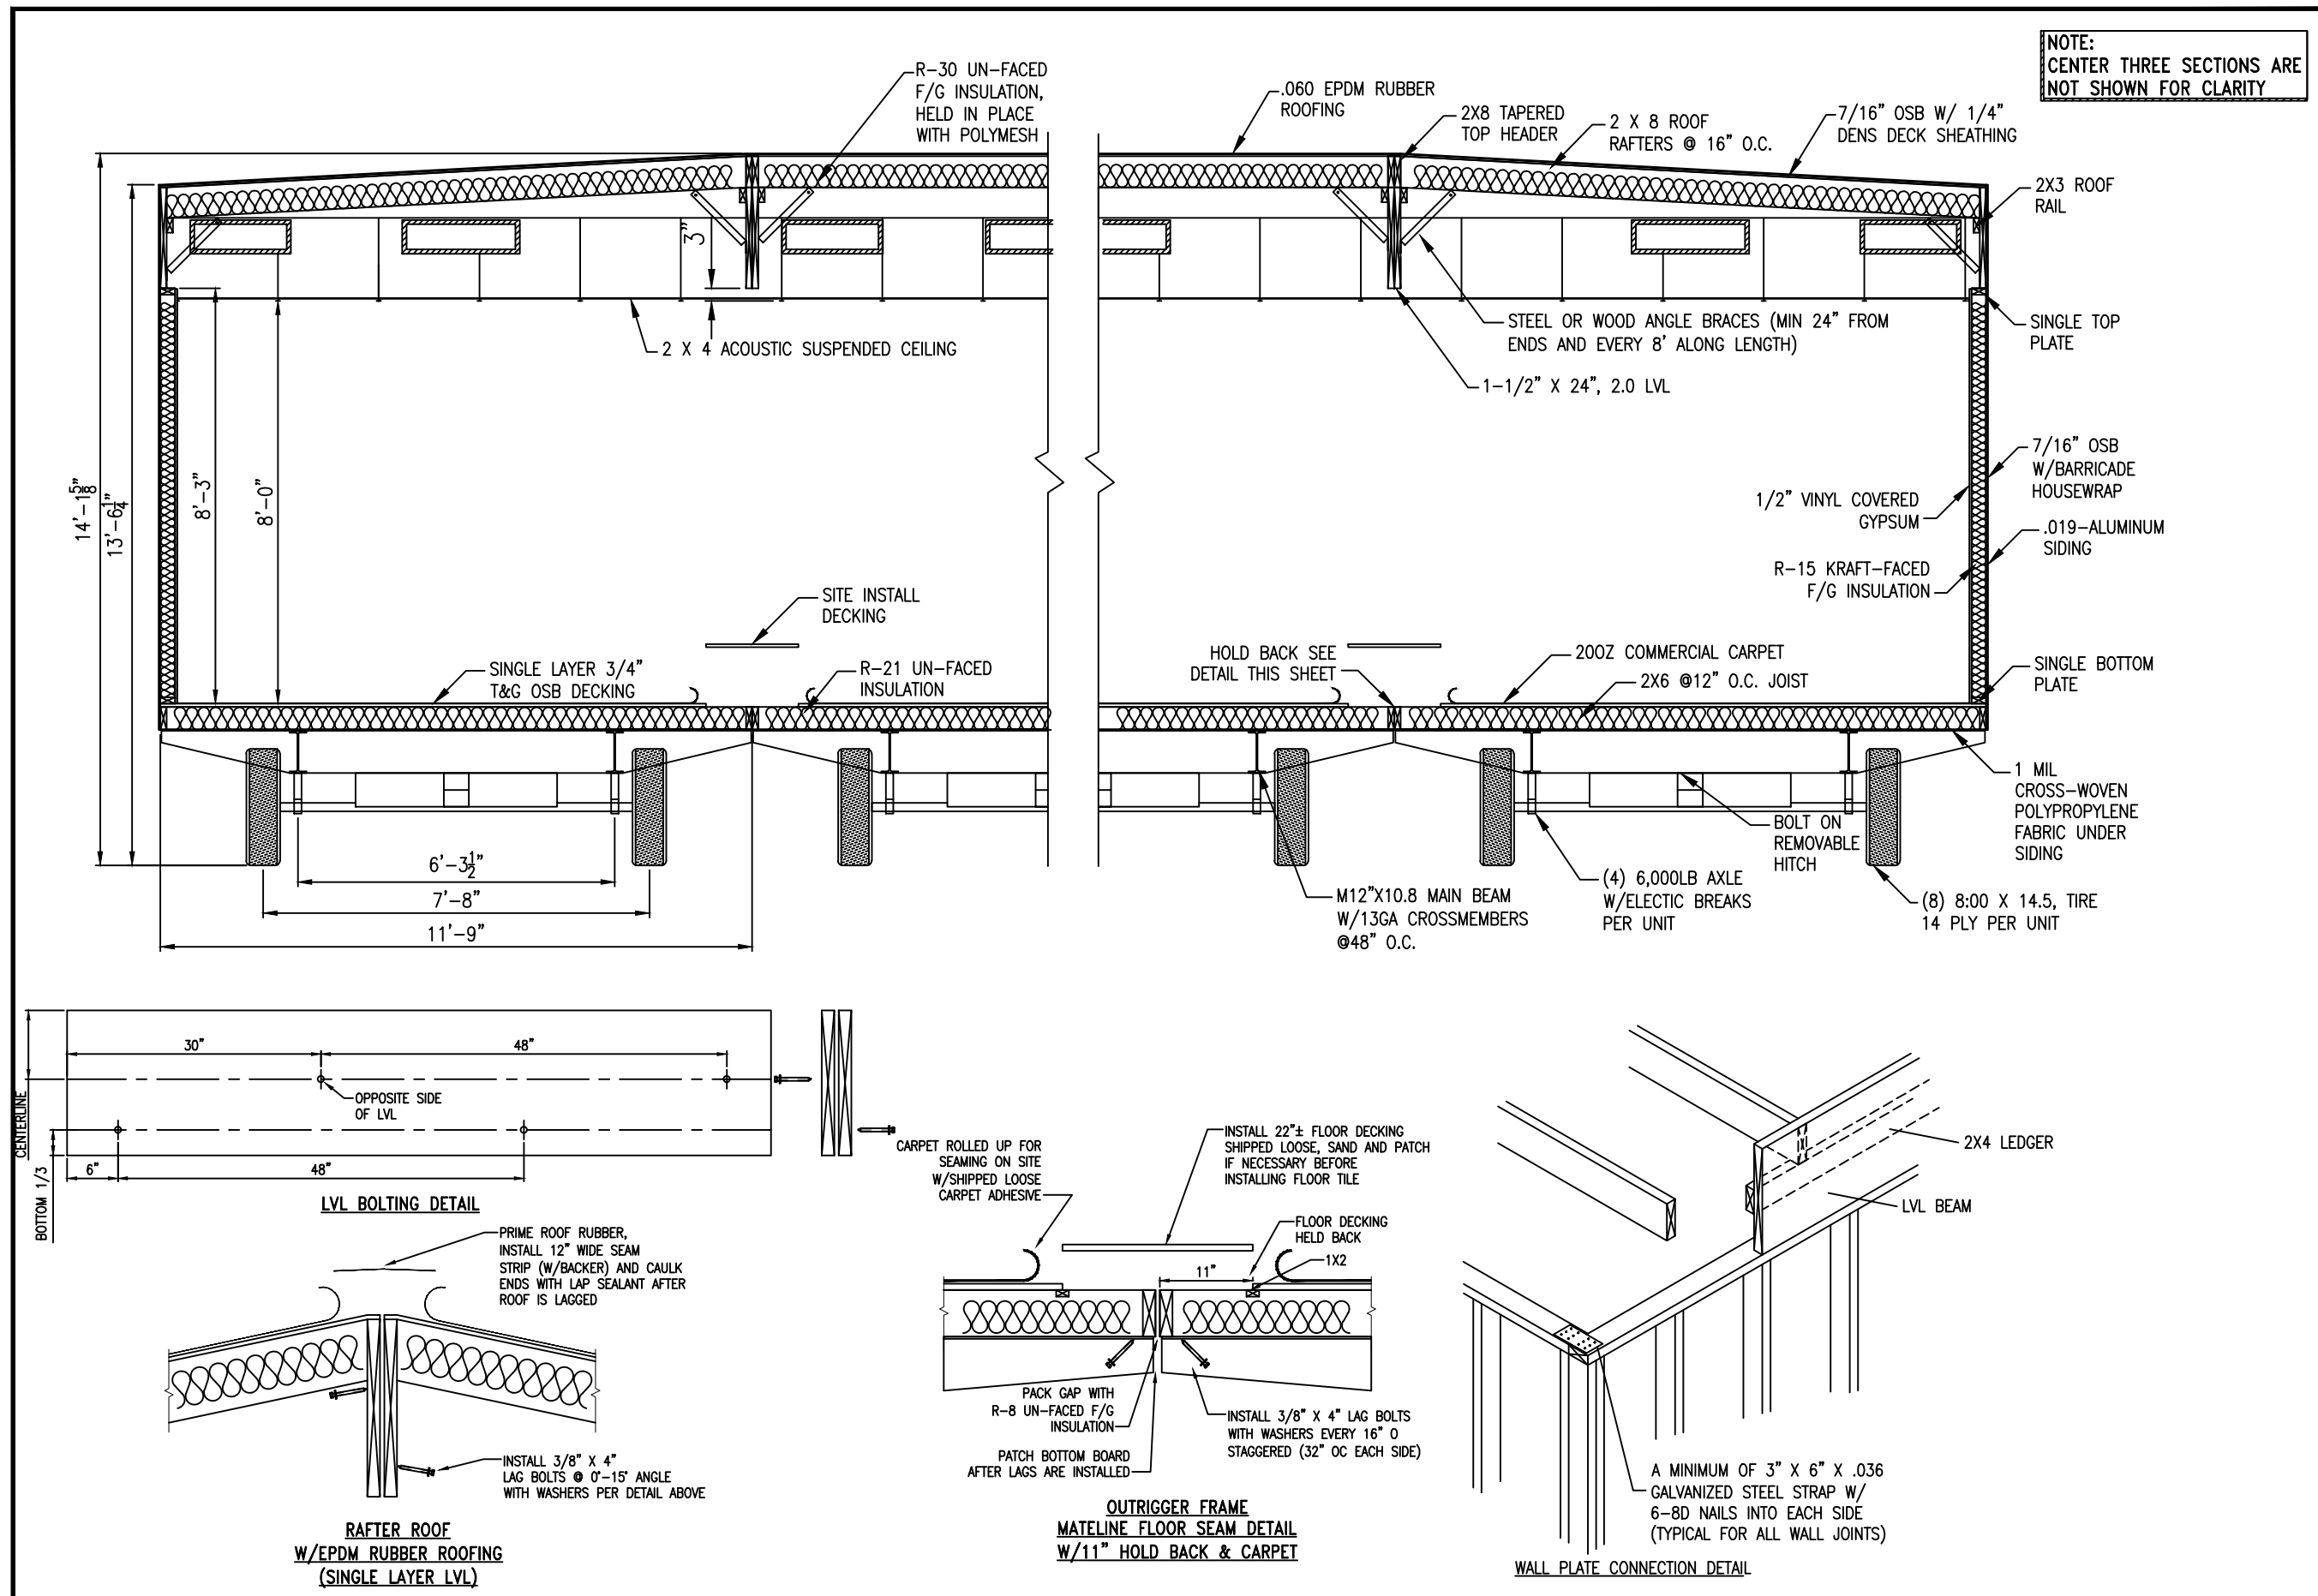 NOTE:
CENTER THREE SECTIONS ARE
NOT SHOWN FOR CLARITY
R-30 UN-FACED
F/G INSULATION,
HELD IN PLACE
WITH POLYMESH
.060 EPDM RUBBER
ROOFING
2X8 TAPERED
TOP HEADER
2 X 8 ROOF
RAFTERS @ 16" O.C.
7/16" OSB W/ 1/4"
DENS DECK SHEATHING
2X3 ROOF
RAIL
3"
2 X 4 ACOUSTIC SUSPENDED CEILING
STEEL OR WOOD ANGLE BRACES (MIN 24" FROM
ENDS AND EVERY 8' ALONG LENGTH)
1-1/2" X 24", 2.0 LVL
SINGLE TOP
PLATE
14'-1 5/8"
13'-6 1/4"
8'-3"
8'-0"
7/16" OSB
W/BARRICADE
HOUSEWRAP
1/2" VINYL COVERED
GYPSUM
.019-ALUMINUM
SIDING
R-15 KRAFT-FACED
F/G INSULATION
SITE INSTALL
DECKING
SINGLE LAYER 3/4"
T&G OSB DECKING
R-21 UN-FACED
INSULATION
HOLD BACK SEE
DETAIL THIS SHEET
20OZ COMMERCIAL CARPET
2X6 @12" O.C. JOIST
SINGLE BOTTOM
PLATE
1 MIL
CROSS-WOVEN
POLYPROPYLENE
FABRIC UNDER
SIDING
BOLT ON
REMOVABLE
HITCH
6'-3 1/2"
7'-8"
11'-9"
M12"X10.8 MAIN BEAM
W/13GA CROSSMEMBERS
@48" O.C.
(4) 6,000LB AXLE
W/ELECTIC BREAKS
PER UNIT
(8) 8:00 X 14.5, TIRE
14 PLY PER UNIT
30"
48"
OPPOSITE SIDE
OF LVL
CENTERLINE
BOTTOM 1/3
6"
48"
LVL BOLTING DETAIL
PRIME ROOF RUBBER,
INSTALL 12" WIDE SEAM
STRIP (W/BACKER) AND CAULK
ENDS WITH LAP SEALANT AFTER
ROOF IS LAGGED
INSTALL 3/8" X 4"
LAG BOLTS @ 0°-15° ANGLE
WITH WASHERS PER DETAIL ABOVE
RAFTER ROOF
W/EPDM RUBBER ROOFING
(SINGLE LAYER LVL)
CARPET ROLLED UP FOR
SEAMING ON SITE
W/SHIPPED LOOSE
CARPET ADHESIVE
INSTALL 22"± FLOOR DECKING
SHIPPED LOOSE, SAND AND PATCH
IF NECESSARY BEFORE
INSTALLING FLOOR TILE
FLOOR DECKING
HELD BACK
1X2
11"
PACK GAP WITH
R-8 UN-FACED F/G
INSULATION
PATCH BOTTOM BOARD
AFTER LAGS ARE INSTALLED
INSTALL 3/8" X 4" LAG BOLTS
WITH WASHERS EVERY 16" O
STAGGERED (32" OC EACH SIDE)
OUTRIGGER FRAME
MATELINE FLOOR SEAM DETAIL
W/11" HOLD BACK & CARPET
2X4 LEDGER
LVL BEAM
A MINIMUM OF 3" X 6" X .036
GALVANIZED STEEL STRAP W/
6-8D NAILS INTO EACH SIDE
(TYPICAL FOR ALL WALL JOINTS)
WALL PLATE CONNECTION DETAIL